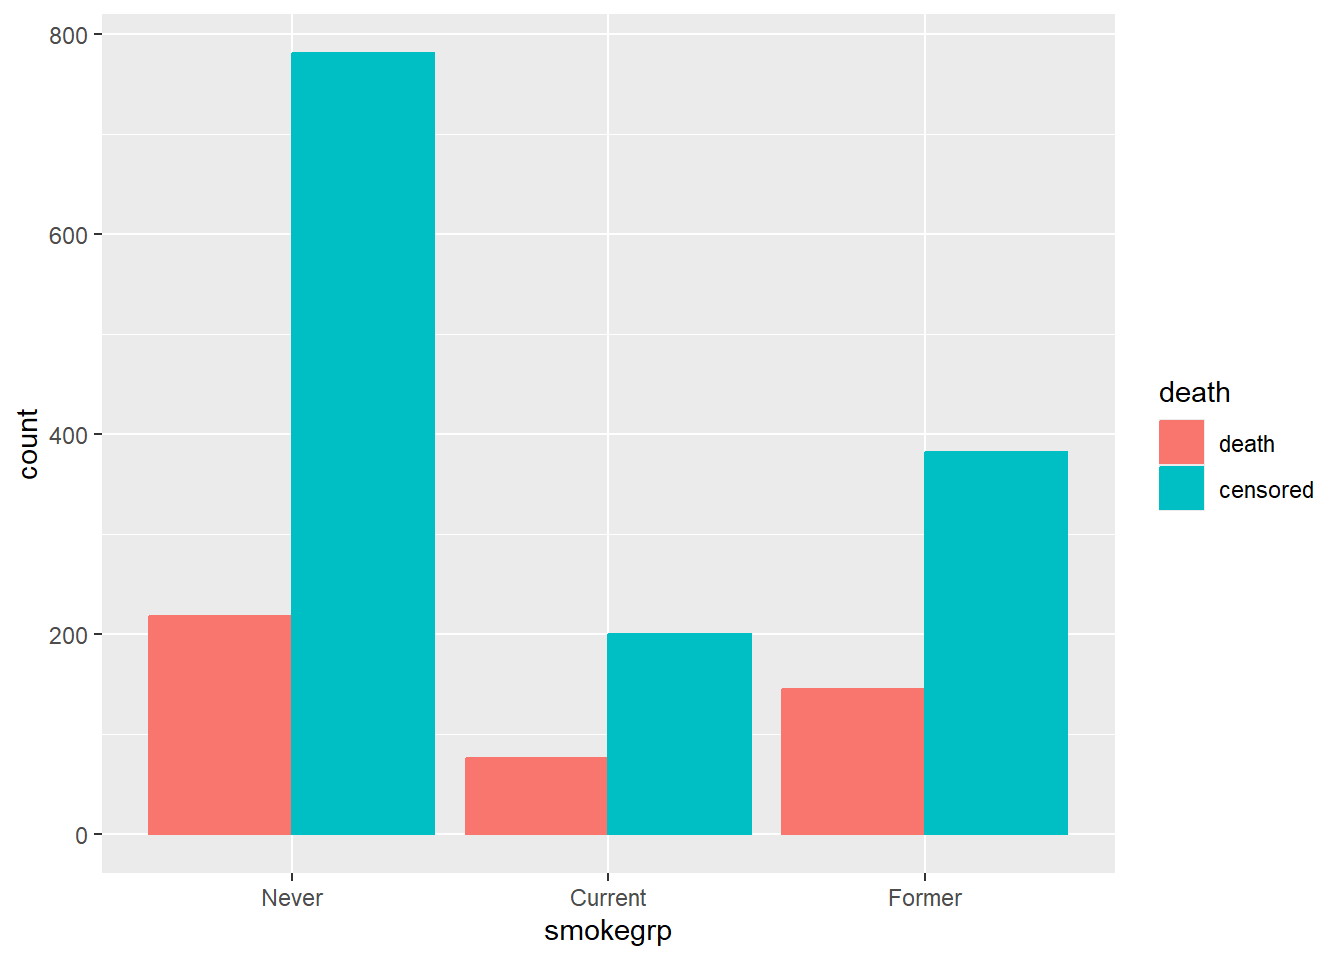 800
600
400
200
0
count
Never
Current
Former
smokegrp
death
death
censored